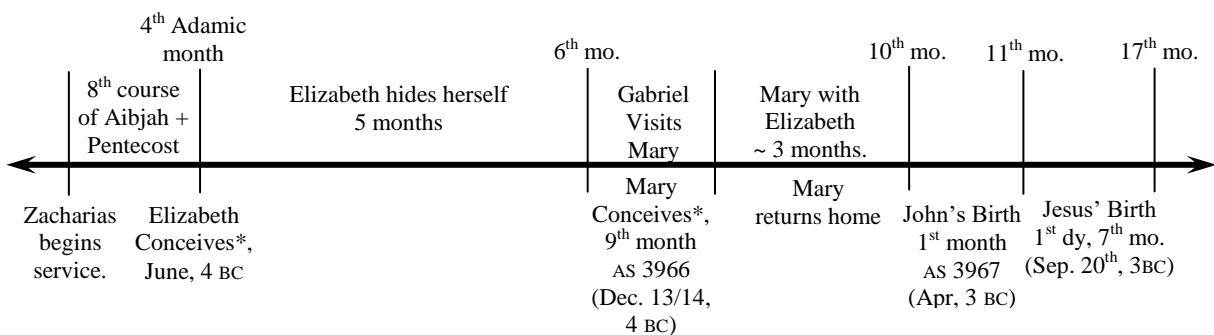 4th Adamic
month
6th mo.
10th mo.
11th mo.
17th mo.
8th course
of Aibjah +
Pentecost
Elizabeth hides herself
5 months
Gabriel
Visits
Mary
Mary with
Elizabeth
~ 3 months.
Zacharias
begins
service.
Elizabeth
Conceives*,
June, 4 BC
Mary
Conceives*,
9th month
AS 3966
(Dec. 13/14,
4 BC)
Mary
returns home
John's Birth
1st month
AS 3967
(Apr, 3 BC)
Jesus' Birth
1st dy, 7th mo.
(Sep. 20th, 3BC)